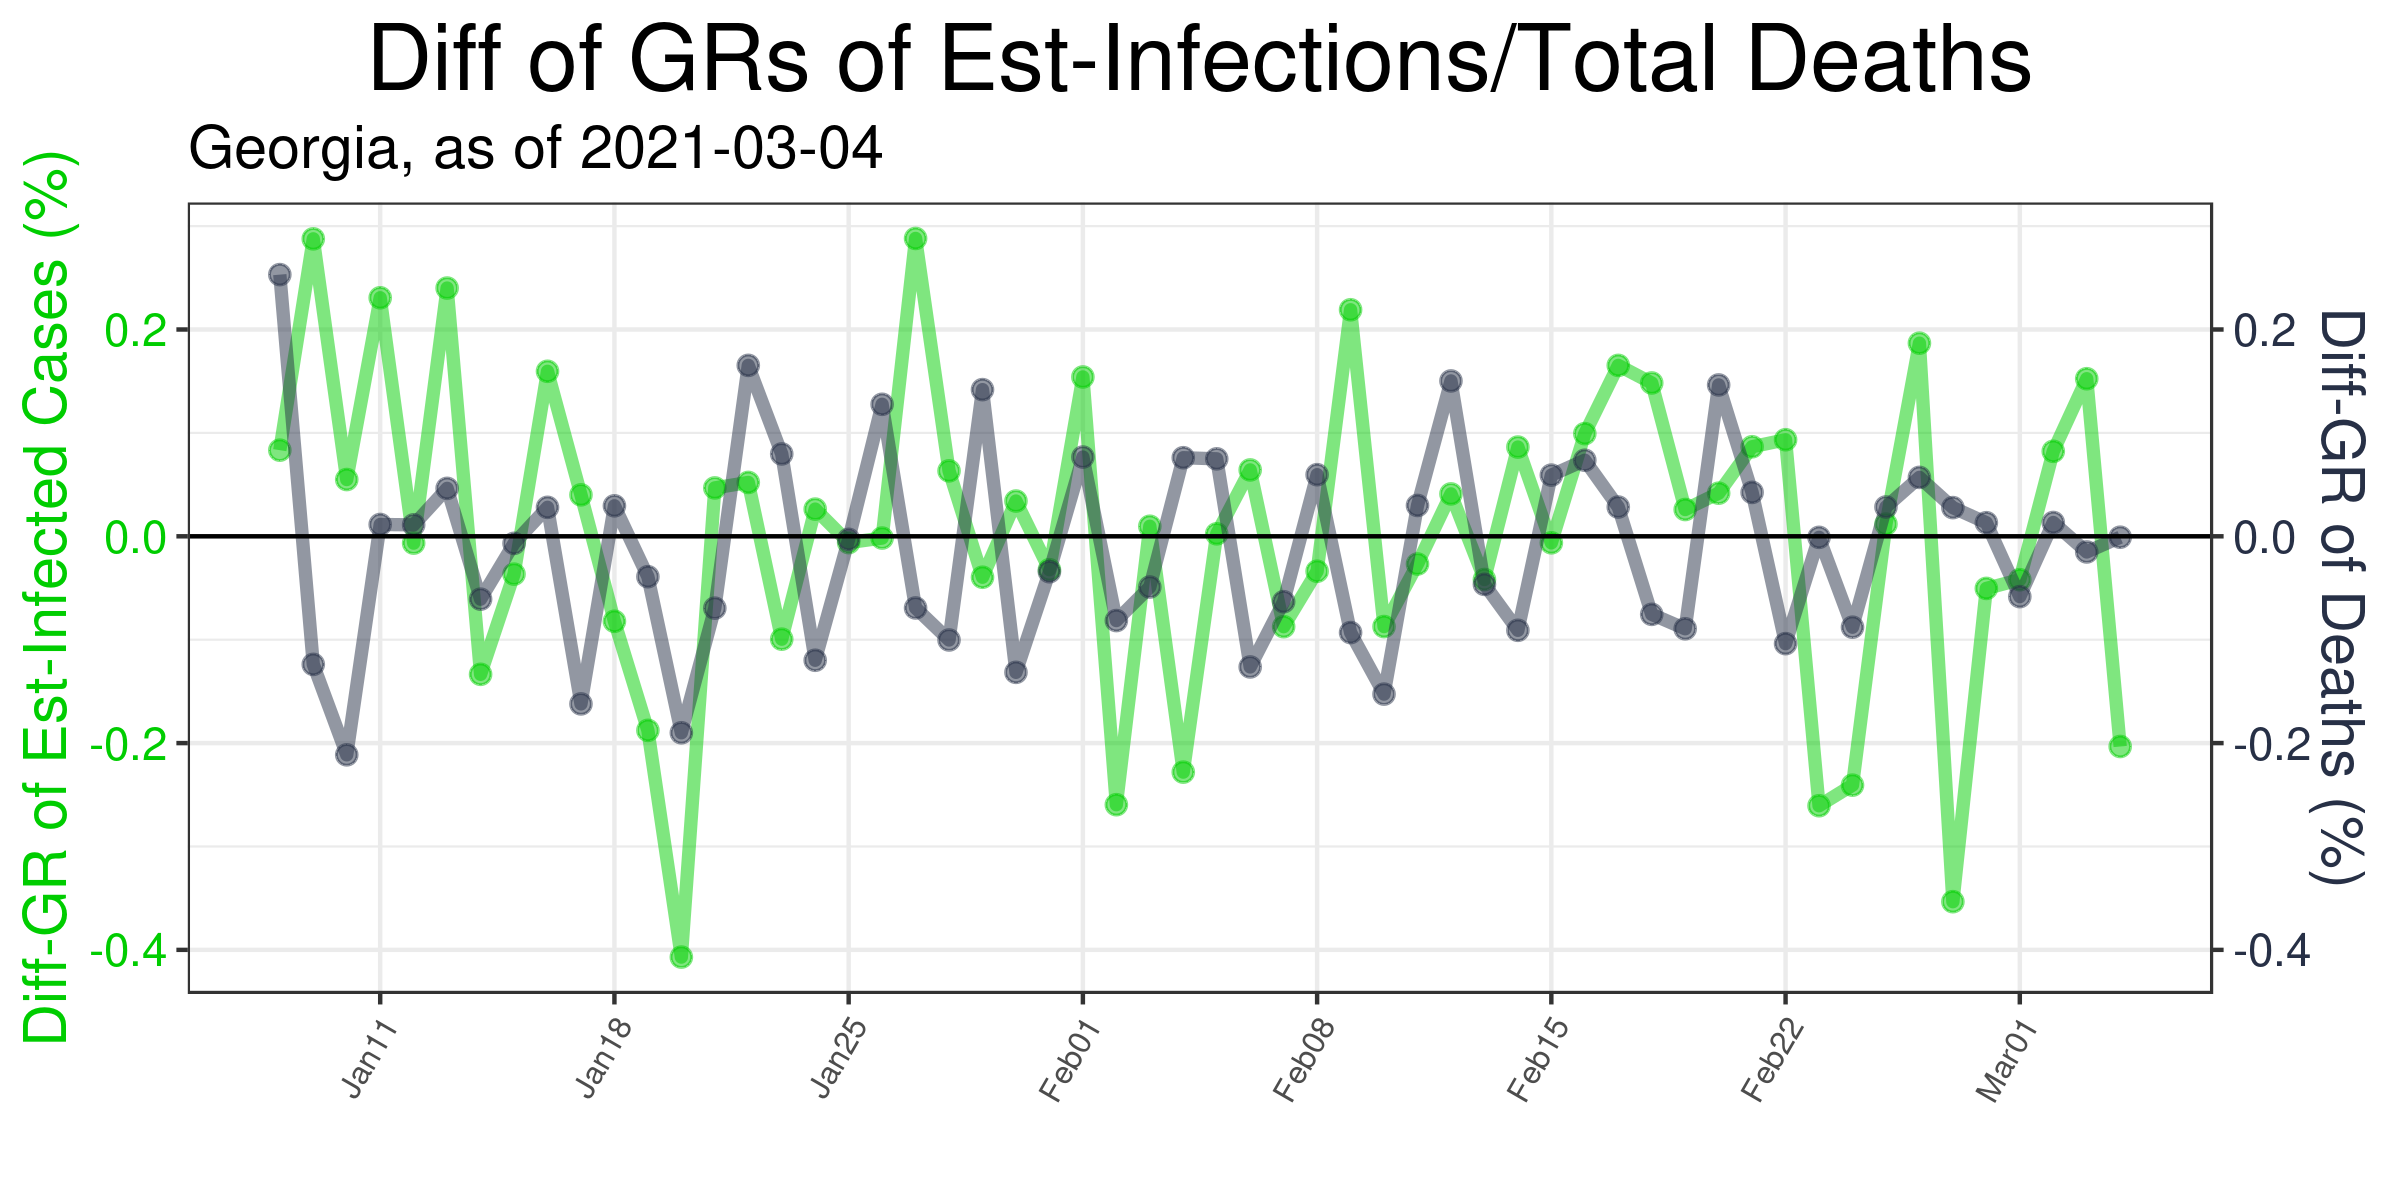 Diff of GRs of Est-Infections/Total Deaths
Georgia, as of 2021-03-04
Diff-GR of Est-Infected Cases (%)
0.2
0.0
-0.2
-0.4
0.2
0.0
-0.2
-0.4
Diff-GR of Deaths (%)
Jan11
Jan18
Jan25
Feb01
Feb08
Feb15
Feb22
Mar01